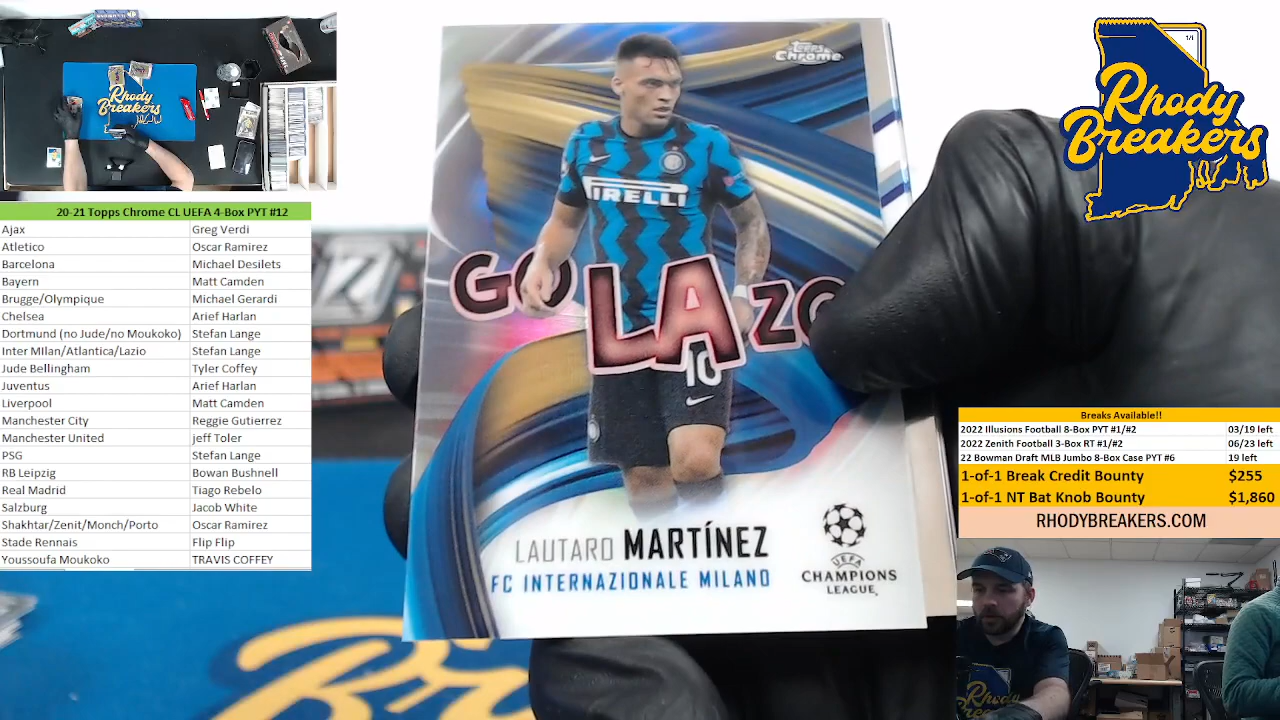 Rhody
Breakers
20-21 Topps Chrome CL UEFA 4-Box PYT #12
Ajax Greg Verdi
Atletico Oscar Ramirez
Barcelona Michael Desilets
Bayern Matt Camden
Brugge/Olympique Michael Gerardi
Chelsea Arief Harlan
Dortmund (no Jude/no Moukoko) Stefan Lange
Inter MIlan/Atlantica/Lazio Stefan Lange
Jude Bellingham Tyler Coffey
Juventus Arief Harlan
Liverpool Matt Camden
Manchester City Reggie Gutierrez
Manchester United jeff Toler
PSG Stefan Lange
RB Leipzig Bowan Bushnell
Real Madrid Tiago Rebelo
Salzburg Jacob White
Shakhtar/Zenit/Monch/Porto Oscar Ramirez
Stade Rennais Flip Flip
Youssoufa Moukoko TRAVIS COFFEY
Topps
Chrome
IRELLI
GOLAZO
10
LAUTARO MARTÍNEZ
FC INTERNAZIONALE MILANO
UEFA
CHAMPIONS
LEAGUE
1/1
Rhody
Breakers
Breaks Available!!
2022 Illusions Football 8-Box PYT #1/#2 03/19 left
2022 Zenith Football 3-Box RT #1/#2 06/23 left
22 Bowman Draft MLB Jumbo 8-Box Case PYT #6 19 left
1-of-1 Break Credit Bounty $255
1-of-1 NT Bat Knob Bounty $1,860
RHODYBREAKERS.COM
Rhody